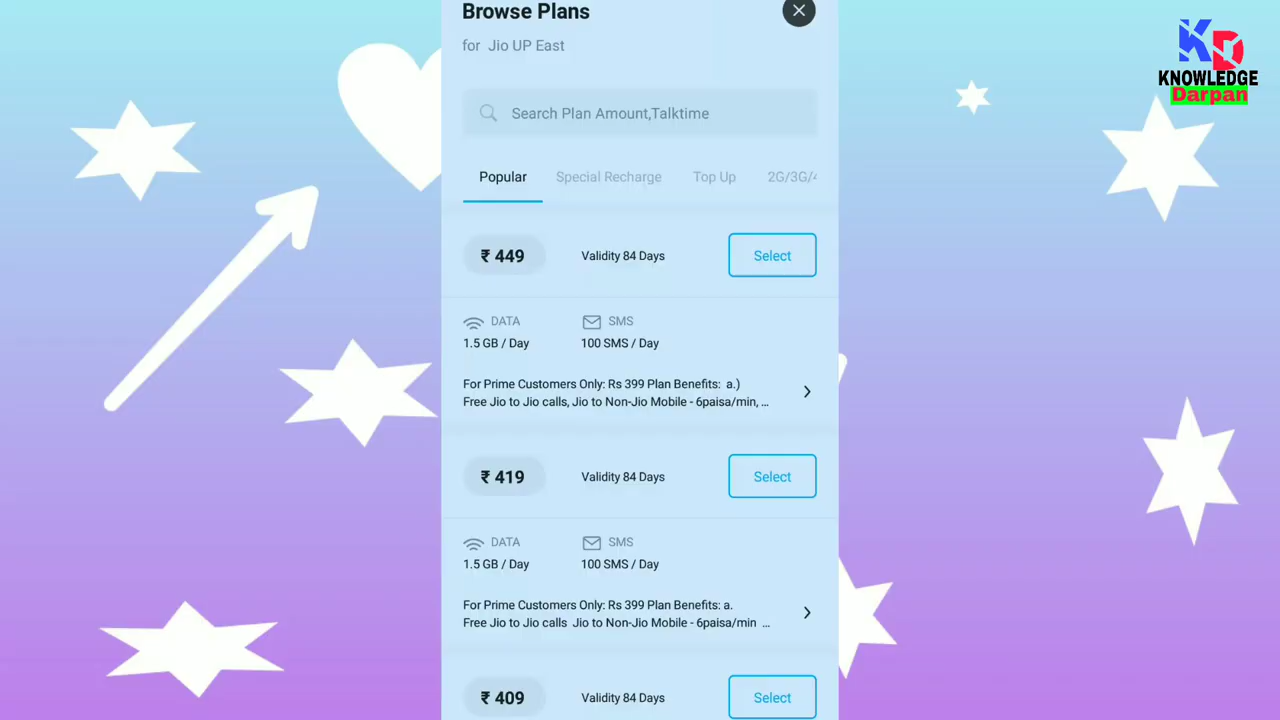 Browse Plans
for Jio UP East
KD
KNOWLEDGE
Darpan
Search Plan Amount,Talktime
Popular Special Recharge Top Up 2G/3G/4
₹ 449 Validity 84 Days Select
DATA SMS
1.5 GB / Day 100 SMS / Day
For Prime Customers Only: Rs 399 Plan Benefits: a.)
Free Jio to Jio calls, Jio to Non-Jio Mobile - 6paisa/min, ...
₹ 419 Validity 84 Days Select
DATA SMS
1.5 GB / Day 100 SMS / Day
For Prime Customers Only: Rs 399 Plan Benefits: a.
Free Jio to Jio calls Jio to Non-Jio Mobile - 6paisa/min ...
₹ 409 Validity 84 Days Select